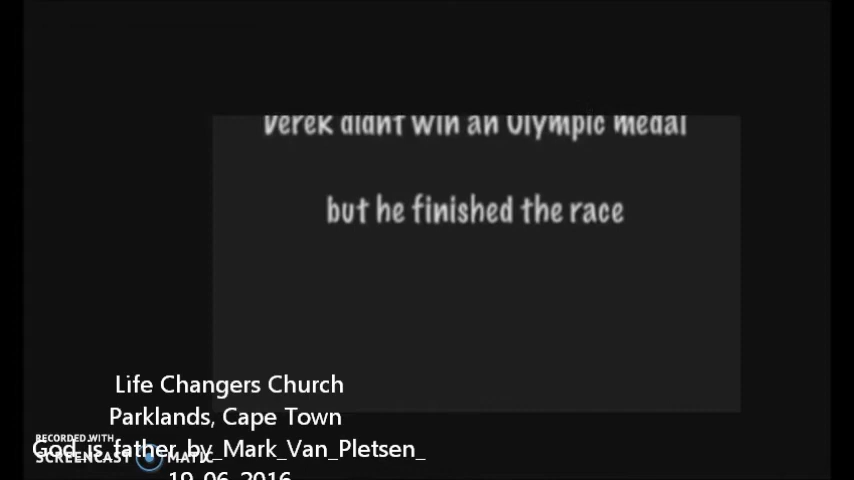 Derek didnt win an Olympic medal
but he finished the race
Life Changers Church
Parklands, Cape Town
RECORDED WITH
God_is_father_by_Mark_Van_Pletsen_
SCREENCAST MATIC
19_06_2016